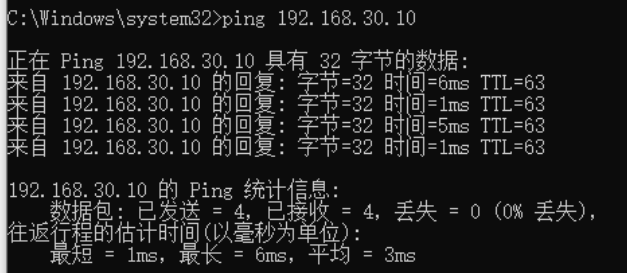 C:\Windows\system32>ping 192.168.30.10
正在 Ping 192.168.30.10 具有 32 字节的数据:
来自 192.168.30.10 的回复: 字节=32 时间=6ms TTL=63
来自 192.168.30.10 的回复: 字节=32 时间=1ms TTL=63
来自 192.168.30.10 的回复: 字节=32 时间=5ms TTL=63
来自 192.168.30.10 的回复: 字节=32 时间=1ms TTL=63
192.168.30.10 的 Ping 统计信息:
数据包: 已发送 = 4, 已接收 = 4, 丢失 = 0 (0% 丢失),
往返行程的估计时间(以毫秒为单位):
最短 = 1ms, 最长 = 6ms, 平均 = 3ms